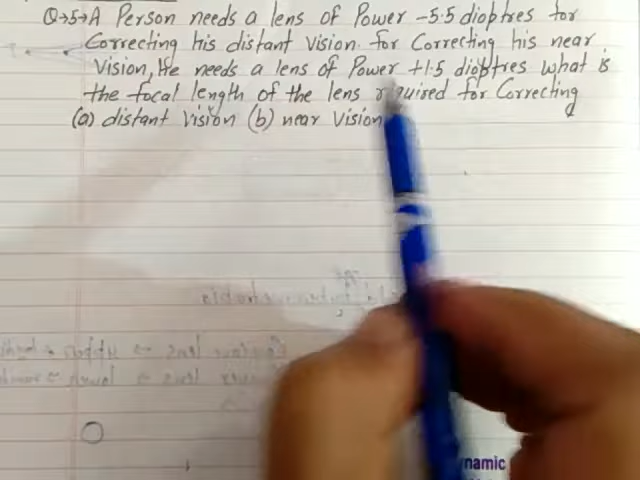 Q→5→A Person needs a lens of Power -5.5 dioptres for
Correcting his distant Vision. for Correcting his near
Vision, He needs a lens of Power +1.5 dioptres what is
the focal length of the lens required for Correcting
(a) distant Vision (b) near Vision
namic